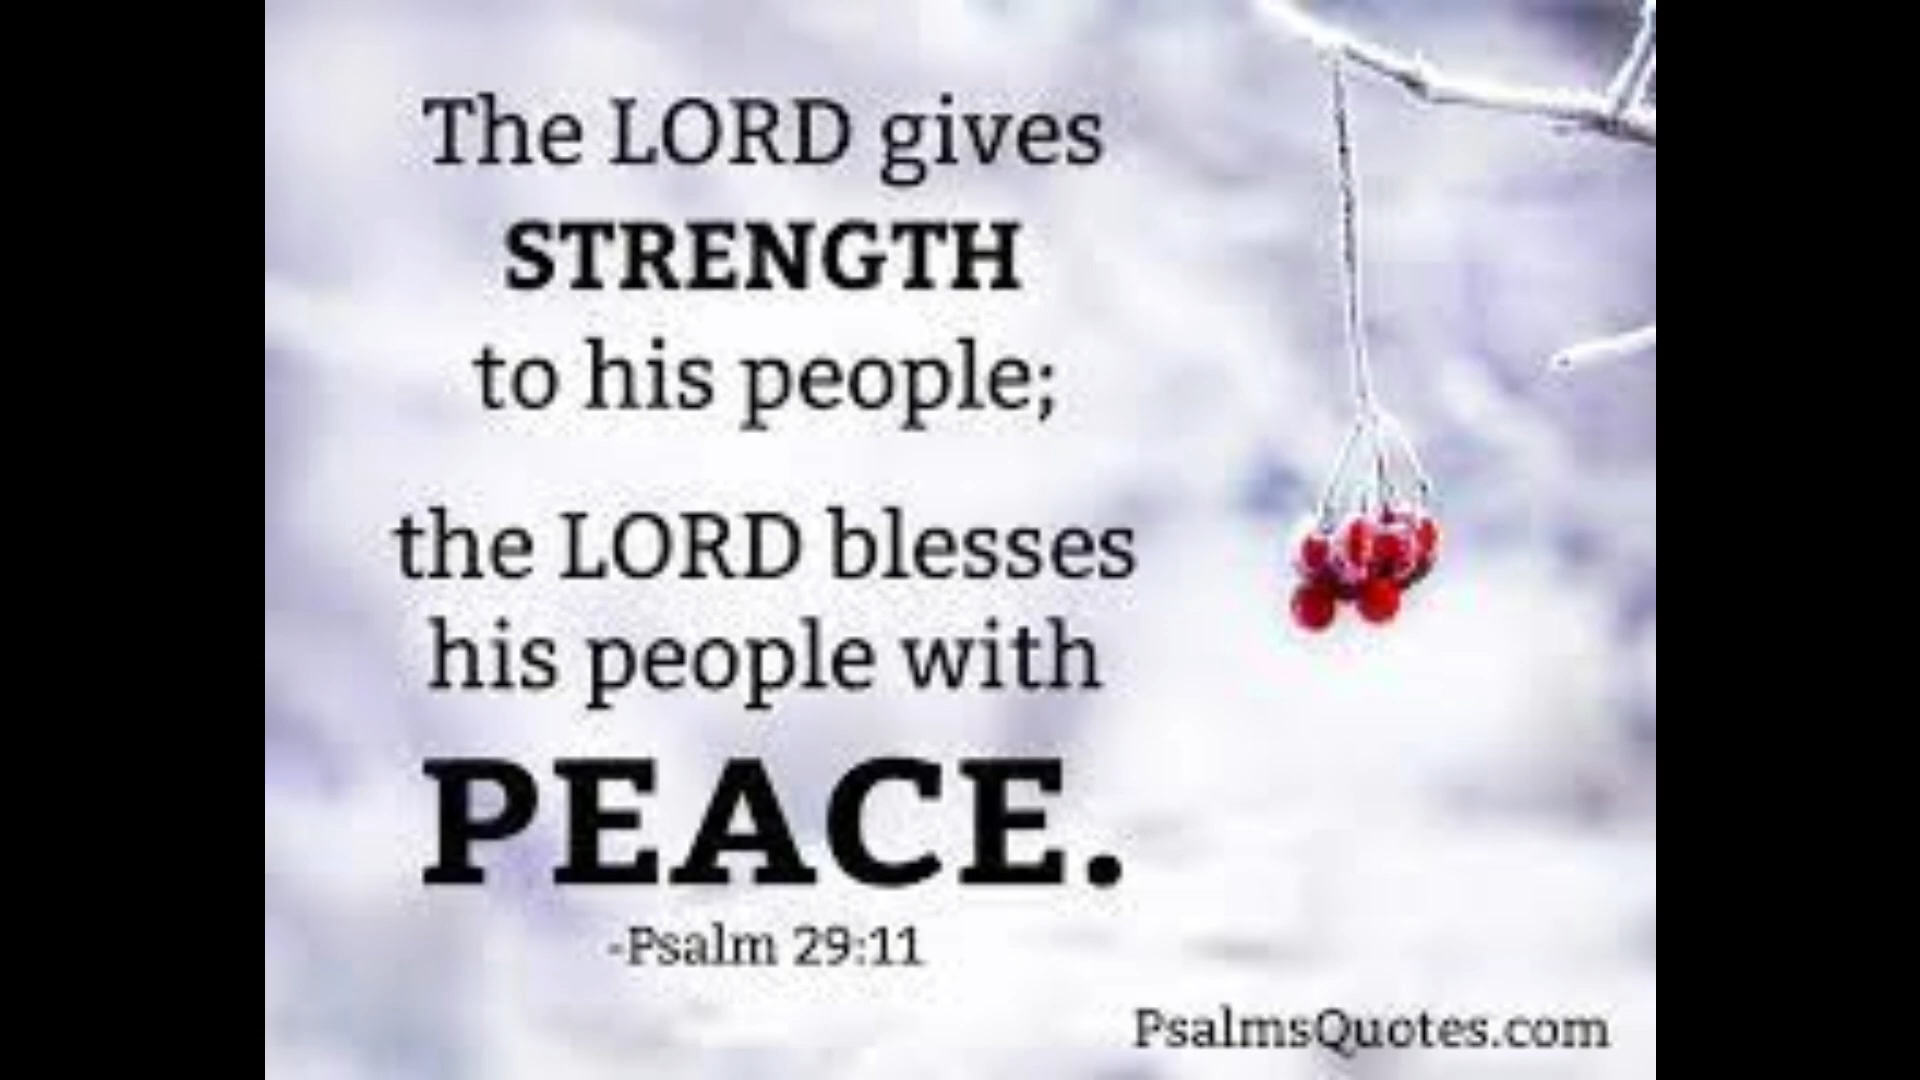 The LORD gives
STRENGTH
to his people;
the LORD blesses
his people with
PEACE.
-Psalm 29:11
PsalmsQuotes.com